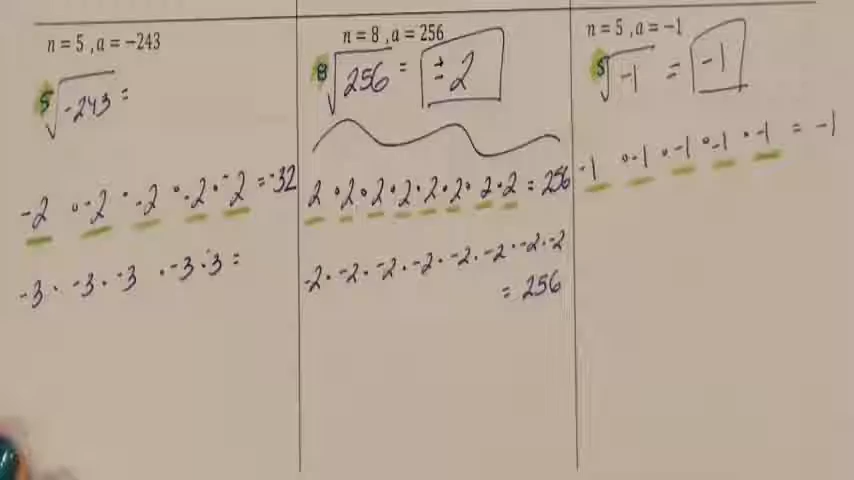 n = 5 , a = −243
⁵√-243 =
-2 · -2 · -2 · -2 · -2 = -32
-3 · -3 · -3 · -3 · -3 =
n = 8 , a = 256
⁸√256 = ± 2
2 · 2 · 2 · 2 · 2 · 2 · 2 · 2 = 256
-2 · -2 · -2 · -2 · -2 · -2 · -2 · -2
= 256
n = 5 , a = −1
⁵√-1 = -1
-1 · -1 · -1 · -1 · -1 = -1